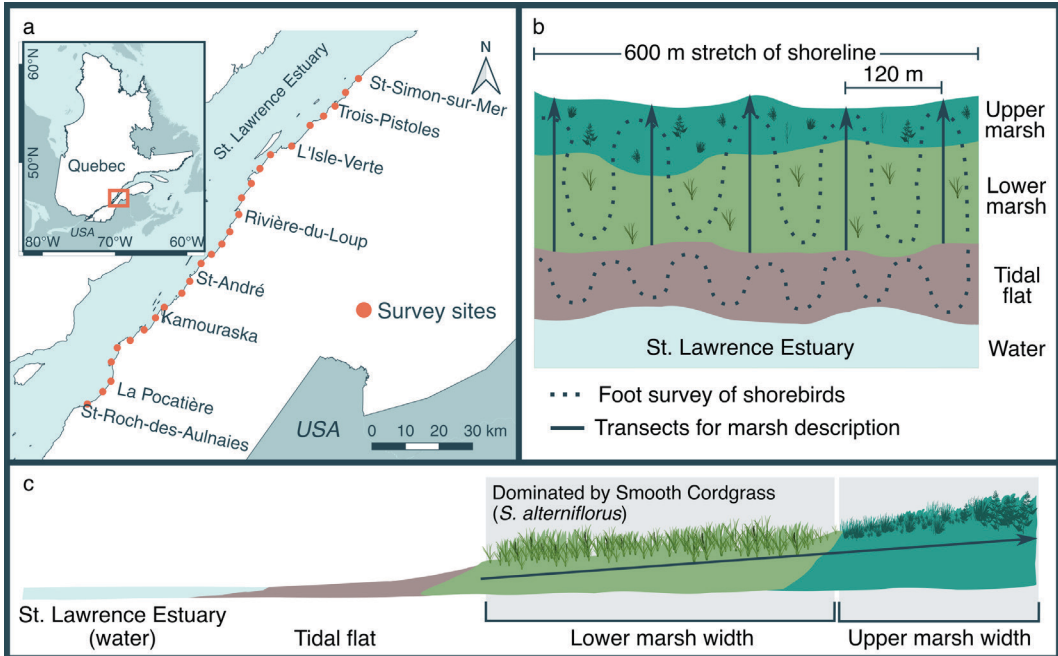 a
60°N
50°N
Quebec
USA
80°W
70°W
60°W
St. Lawrence Estuary
N
St-Simon-sur-Mer
Trois-Pistoles
L'Isle-Verte
Rivière-du-Loup
St-André
Kamouraska
La Pocatière
St-Roch-des-Aulnaies
Survey sites
USA
0 10 20 30 km
b
600 m stretch of shoreline
120 m
Upper
marsh
Lower
marsh
Tidal
flat
Water
St. Lawrence Estuary
Foot survey of shorebirds
Transects for marsh description
c
Dominated by Smooth Cordgrass
(S. alterniflorus)
St. Lawrence Estuary
(water)
Tidal flat
Lower marsh width
Upper marsh width